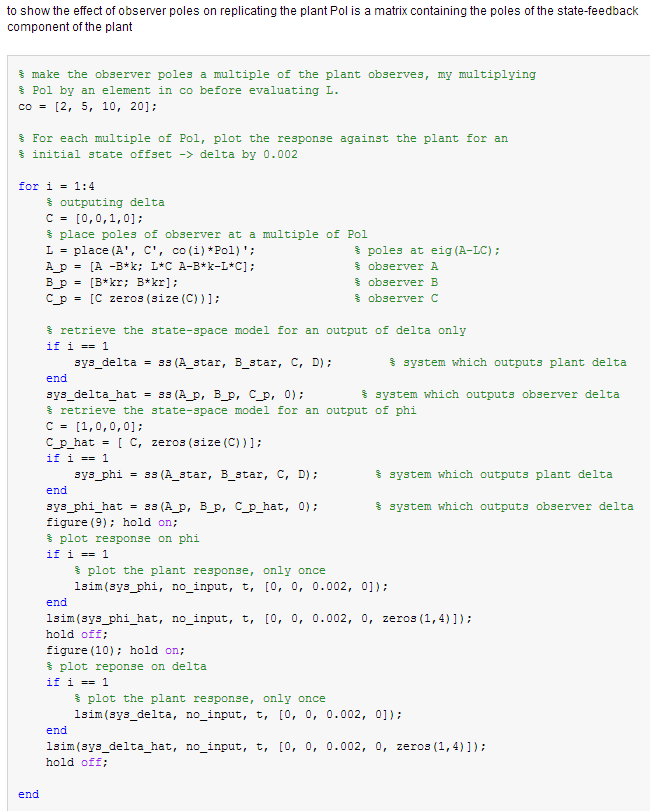 to show the effect of observer poles on replicating the plant Pol is a matrix containing the poles of the state-feedback
component of the plant
% make the observer poles a multiple of the plant observes, my multiplying
% Pol by an element in co before evaluating L.
co = [2, 5, 10, 20];
% For each multiple of Pol, plot the response against the plant for an
% initial state offset -> delta by 0.002
for i = 1:4
% outputing delta
C = [0,0,1,0];
% place poles of observer at a multiple of Pol
L = place(A', C', co(i)*Pol)'; % poles at eig(A-LC);
A_p = [A -B*k; L*C A-B*k-L*C]; % observer A
B_p = [B*kr; B*kr]; % observer B
C_p = [C zeros(size(C))]; % observer C
% retrieve the state-space model for an output of delta only
if i == 1
sys_delta = ss(A_star, B_star, C, D); % system which outputs plant delta
end
sys_delta_hat = ss(A_p, B_p, C_p, 0); % system which outputs observer delta
% retrieve the state-space model for an output of phi
C = [1,0,0,0];
C_p_hat = [ C, zeros(size(C))];
if i == 1
sys_phi = ss(A_star, B_star, C, D); % system which outputs plant delta
end
sys_phi_hat = ss(A_p, B_p, C_p_hat, 0); % system which outputs observer delta
figure(9); hold on;
% plot response on phi
if i == 1
% plot the plant response, only once
lsim(sys_phi, no_input, t, [0, 0, 0.002, 0]);
end
lsim(sys_phi_hat, no_input, t, [0, 0, 0.002, 0, zeros(1,4)]);
hold off;
figure(10); hold on;
% plot reponse on delta
if i == 1
% plot the plant response, only once
lsim(sys_delta, no_input, t, [0, 0, 0.002, 0]);
end
lsim(sys_delta_hat, no_input, t, [0, 0, 0.002, 0, zeros(1,4)]);
hold off;
end